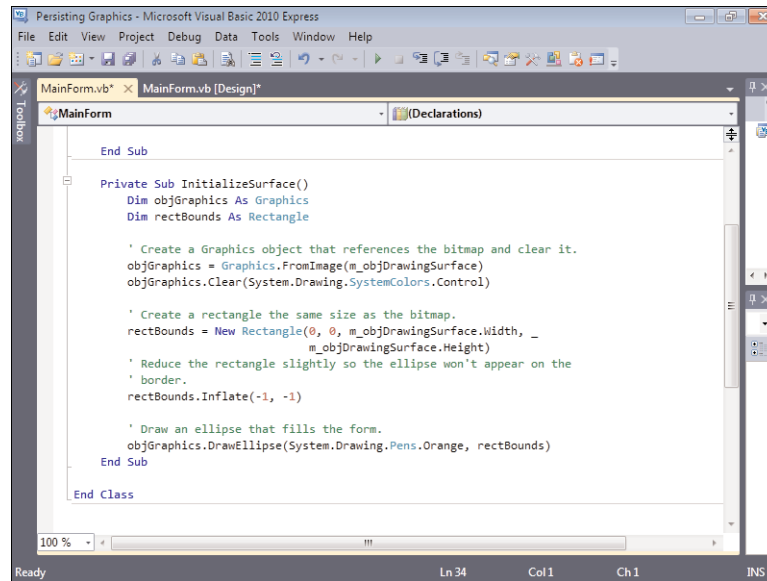 Persisting Graphics - Microsoft Visual Basic 2010 Express
File Edit View Project Debug Data Tools Window Help
MainForm.vb* MainForm.vb [Design]*
Toolbox
MainForm (Declarations)
End Sub
Private Sub InitializeSurface()
Dim objGraphics As Graphics
Dim rectBounds As Rectangle
' Create a Graphics object that references the bitmap and clear it.
objGraphics = Graphics.FromImage(m_objDrawingSurface)
objGraphics.Clear(System.Drawing.SystemColors.Control)
' Create a rectangle the same size as the bitmap.
rectBounds = New Rectangle(0, 0, m_objDrawingSurface.Width, _
m_objDrawingSurface.Height)
' Reduce the rectangle slightly so the ellipse won't appear on the
' border.
rectBounds.Inflate(-1, -1)
' Draw an ellipse that fills the form.
objGraphics.DrawEllipse(System.Drawing.Pens.Orange, rectBounds)
End Sub
End Class
100 %
Ready Ln 34 Col 1 Ch 1 INS